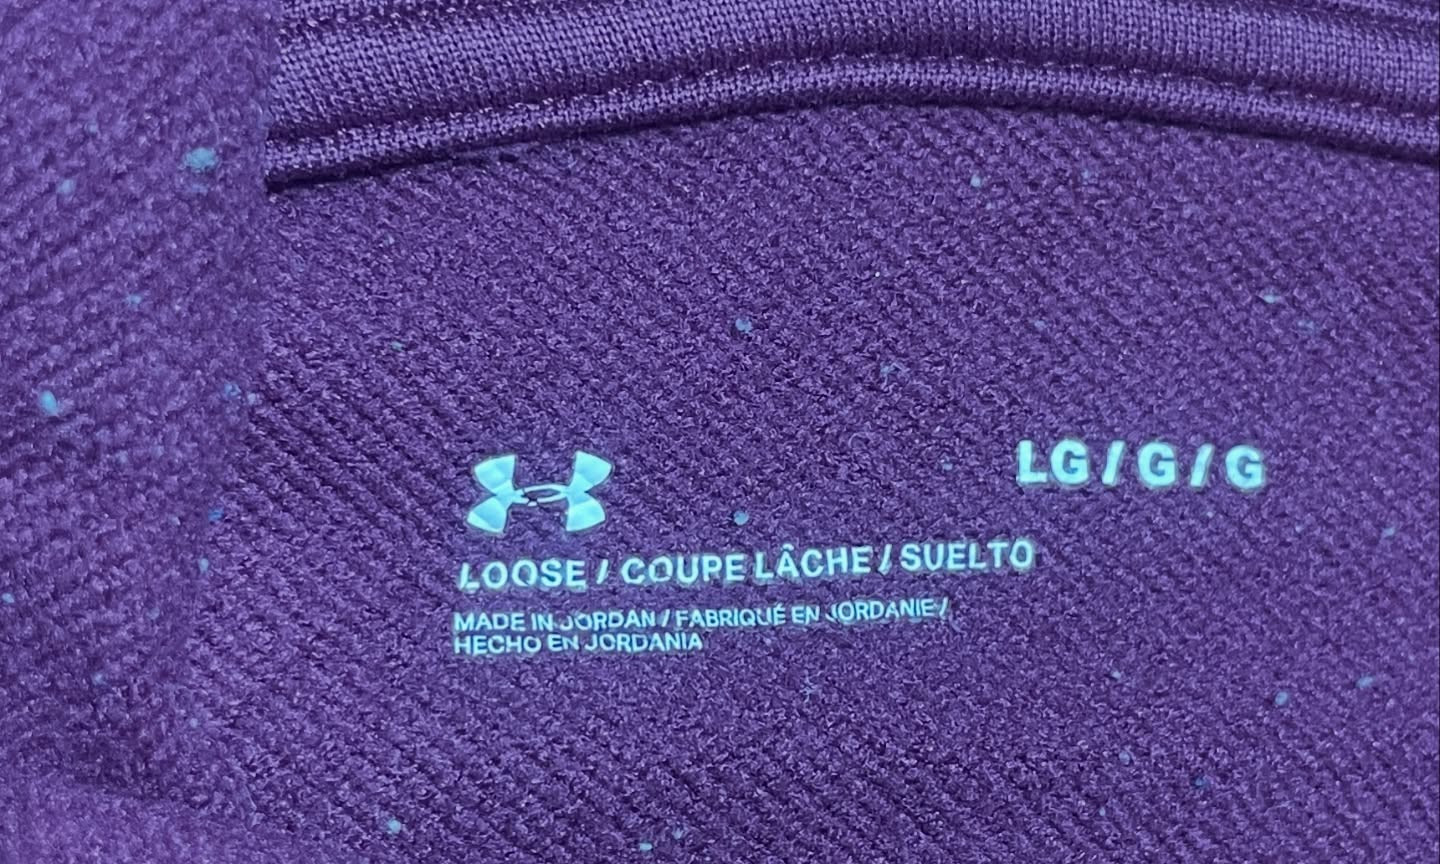 LG / G / G
LOOSE / COUPE LÂCHE / SUELTO
MADE IN JORDAN / FABRIQUÉ EN JORDANIE /
HECHO EN JORDANIA